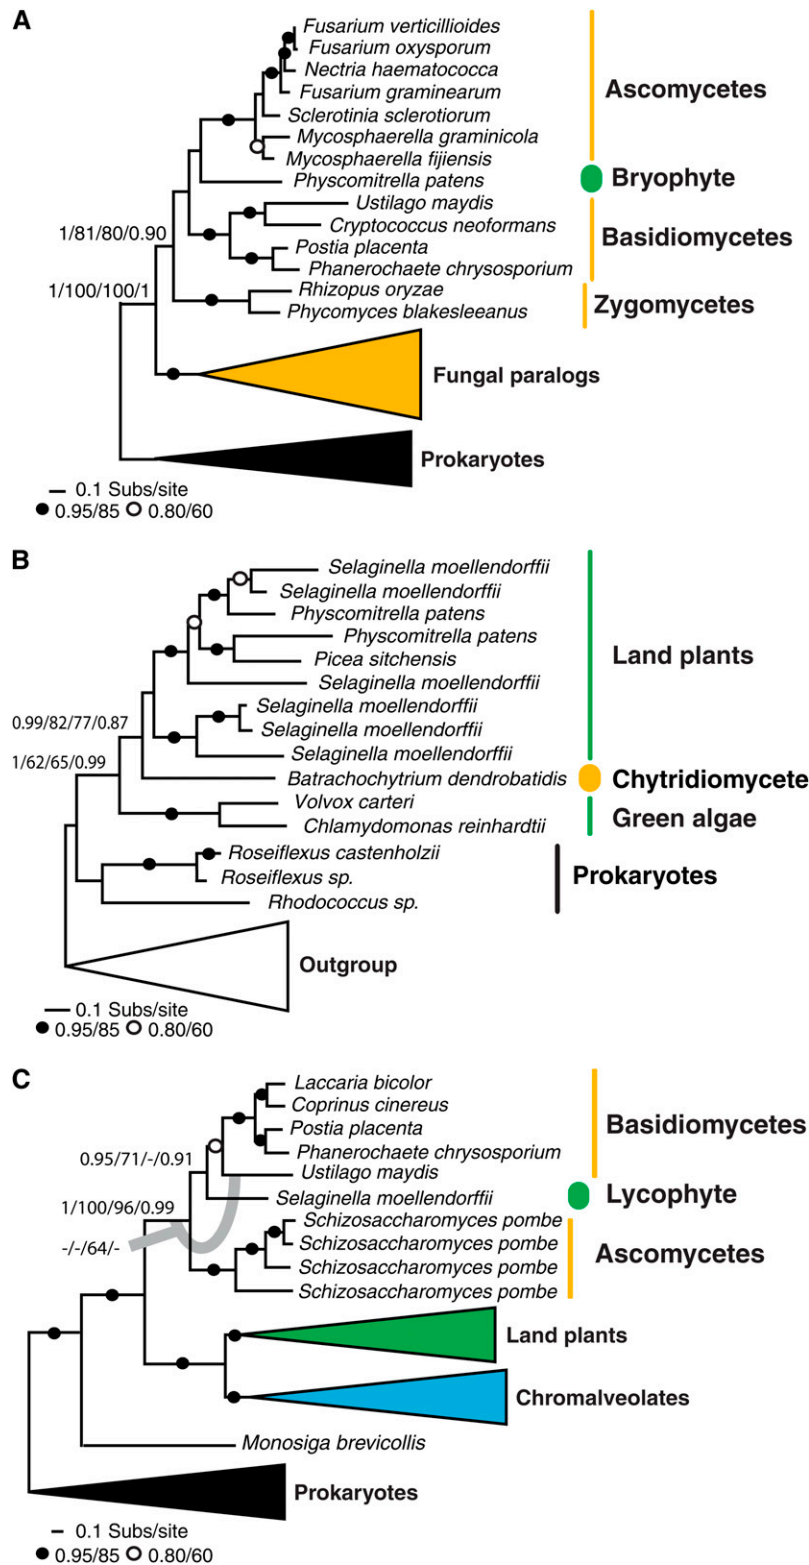 A
Fusarium verticillioides
Fusarium oxysporum
Nectria haematococca
Fusarium graminearum
Ascomycetes
Sclerotinia sclerotiorum
Mycosphaerella graminicola
Mycosphaerella fijiensis
Physcomitrella patens
Bryophyte
Ustilago maydis
Cryptococcus neoformans
1/81/80/0.90
Basidiomycetes
Postia placenta
Phanerochaete chrysosporium
1/100/100/1
Rhizopus oryzae
Zygomycetes
Phycomyces blakesleeanus
Fungal paralogs
Prokaryotes
0.1 Subs/site
0.95/85 0.80/60
B
Selaginella moellendorffii
Selaginella moellendorffii
Physcomitrella patens
Physcomitrella patens
Land plants
Picea sitchensis
Selaginella moellendorffii
Selaginella moellendorffii
0.99/82/77/0.87
Selaginella moellendorffii
Selaginella moellendorffii
1/62/65/0.99
Batrachochytrium dendrobatidis
Chytridiomycete
Volvox carteri
Green algae
Chlamydomonas reinhardtii
Roseiflexus castenholzii
Roseiflexus sp.
Prokaryotes
Rhodococcus sp.
Outgroup
0.1 Subs/site
0.95/85 0.80/60
C
Laccaria bicolor
Coprinus cinereus
Basidiomycetes
Postia placenta
Phanerochaete chrysosporium
0.95/71/-/0.91
Ustilago maydis
Selaginella moellendorffii
Lycophyte
1/100/96/0.99
Schizosaccharomyces pombe
Schizosaccharomyces pombe
-/-/64/-
Ascomycetes
Schizosaccharomyces pombe
Schizosaccharomyces pombe
Land plants
Chromalveolates
Monosiga brevicollis
Prokaryotes
0.1 Subs/site
0.95/85 0.80/60